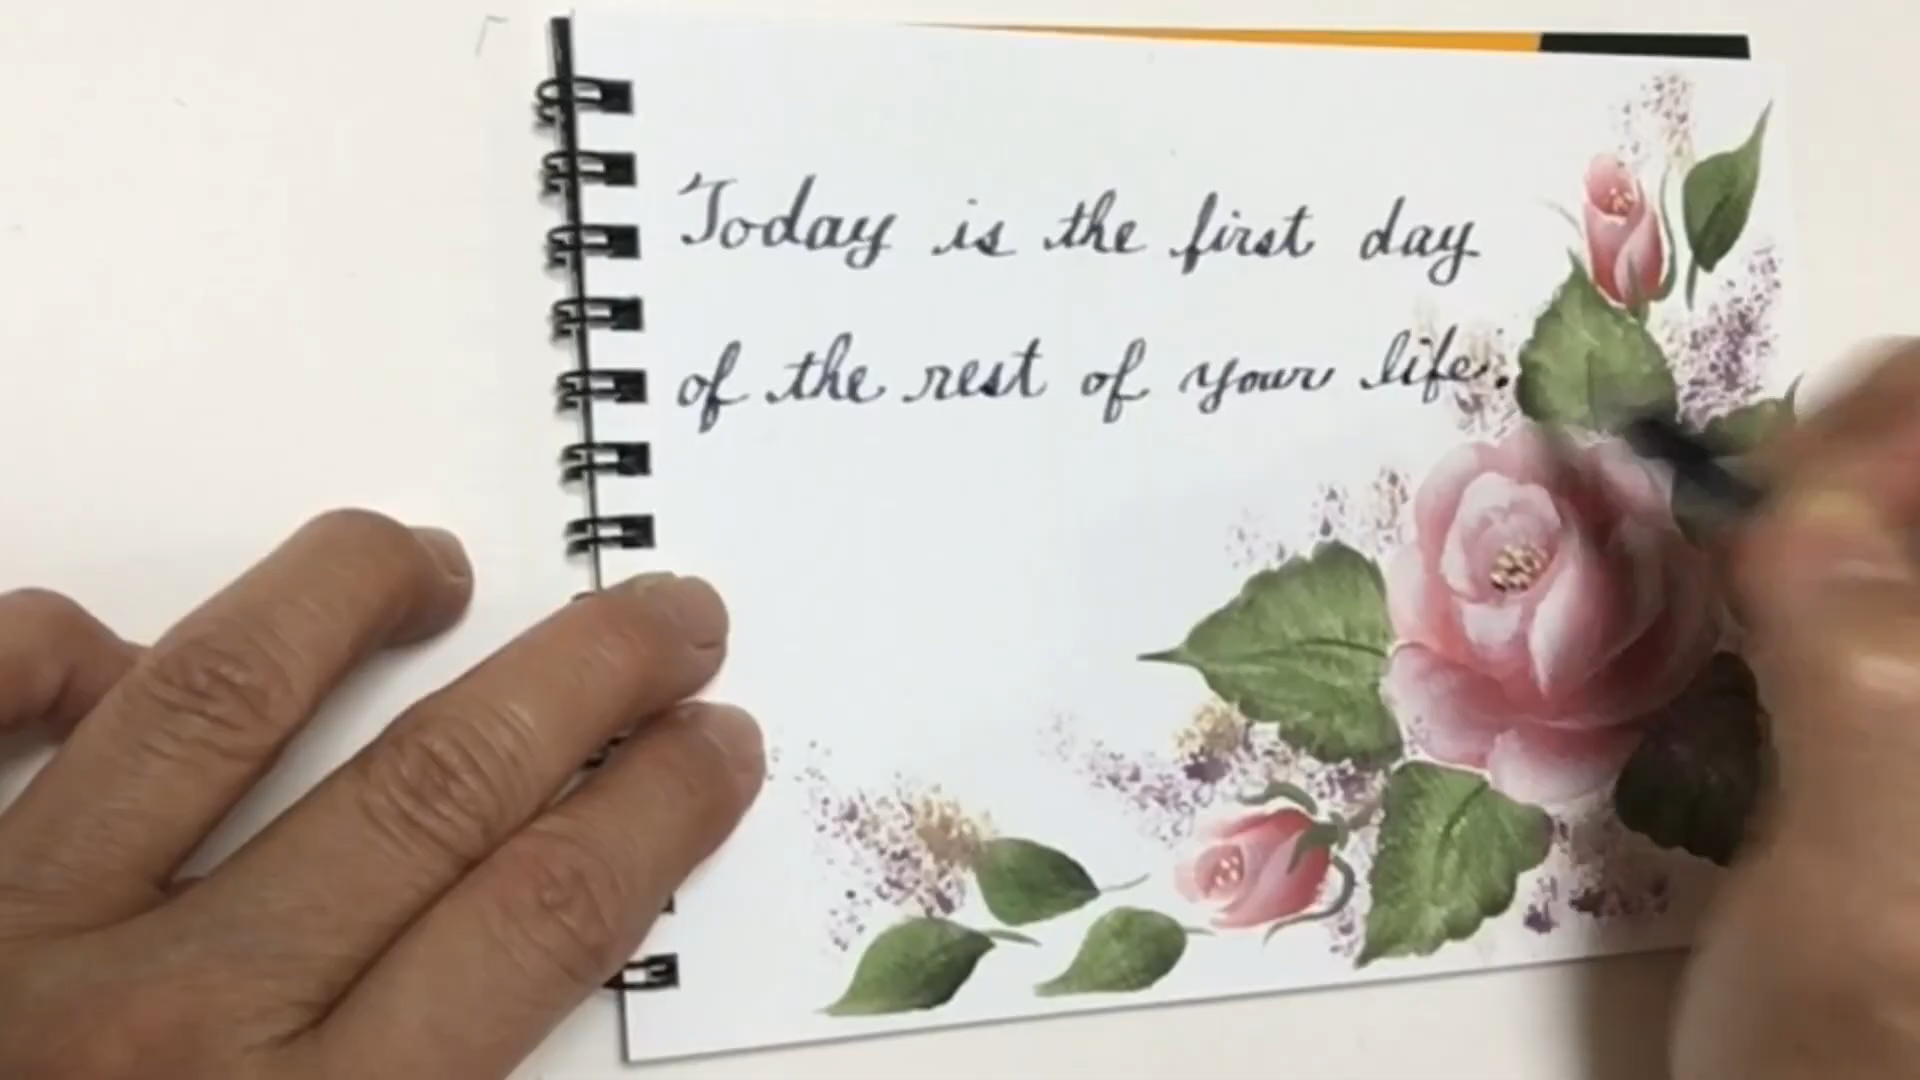 Today is the first day
of the rest of your life.